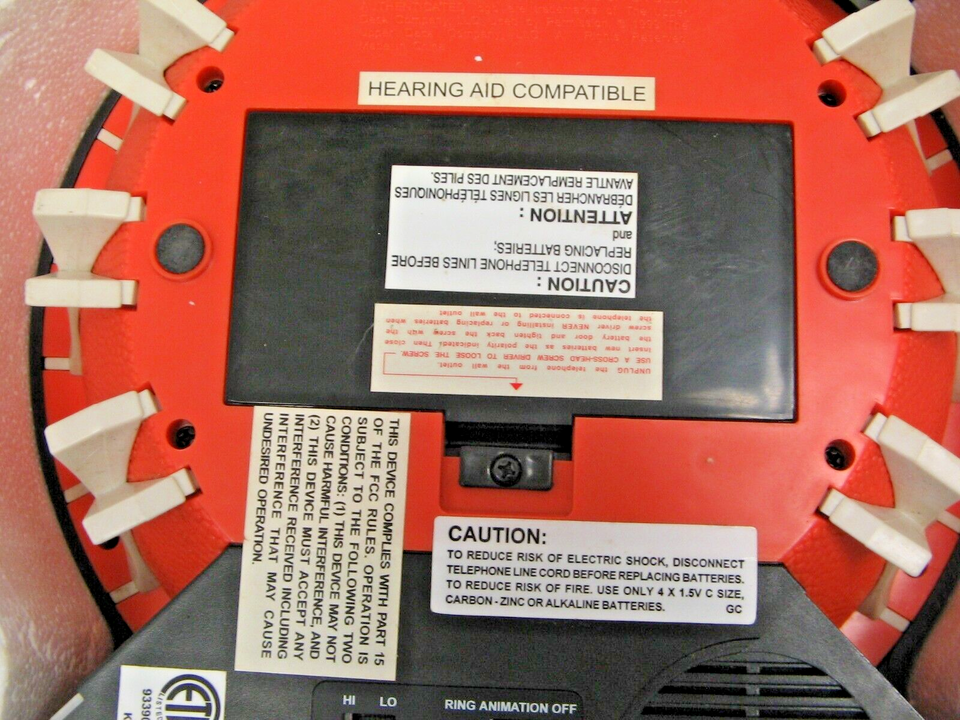 HEARING AID COMPATIBLE
CAUTION :
DISCONNECT TELEPHONE LINES BEFORE
REPLACING BATTERIES;
and
ATTENTION :
DÉBRANCHER LES LIGNES TÉLÉPHONIQUES
AVANTLE REMPLACEMENT DES PILES.
UNPLUG the telephone from the wall outlet
USE A CROSS-HEAD SCREW DRIVER TO LOOSE THE SCREW
insert new batteries as the polarity indicated: Then close
the battery door and tighten back the screw with the
screw driver NEVER installing or replacing batteries when
the telephone is connected to the wall outlet
THIS DEVICE COMPLIES WITH PART 15
OF THE FCC RULES. OPERATION IS
SUBJECT TO THE FOLLOWING TWO
CONDITIONS: (1) THIS DEVICE MAY NOT
CAUSE HARMFUL INTERFERENCE, AND
(2) THIS DEVICE MUST ACCEPT ANY
INTERFERENCE RECEIVED INCLUDING
INTERFERENCE THAT MAY CAUSE
UNDESIRED OPERATION.
CAUTION:
TO REDUCE RISK OF ELECTRIC SHOCK, DISCONNECT
TELEPHONE LINE CORD BEFORE REPLACING BATTERIES.
TO REDUCE RISK OF FIRE. USE ONLY 4 X 1.5V C SIZE,
CARBON - ZINC OR ALKALINE BATTERIES. GC
HI LO RING ANIMATION OFF